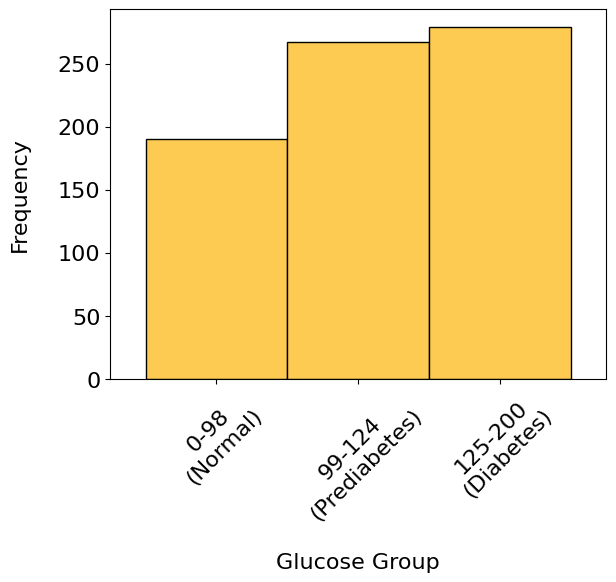 Frequency
250
200
150
100
50
0
0-98
(Normal)
99-124
(Prediabetes)
125-200
(Diabetes)
Glucose Group